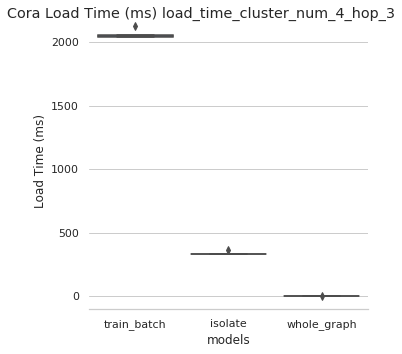 Cora Load Time (ms) load_time_cluster_num_4_hop_3
2000
1500
1000
500
0
Load Time (ms)
train_batch
isolate
whole_graph
models